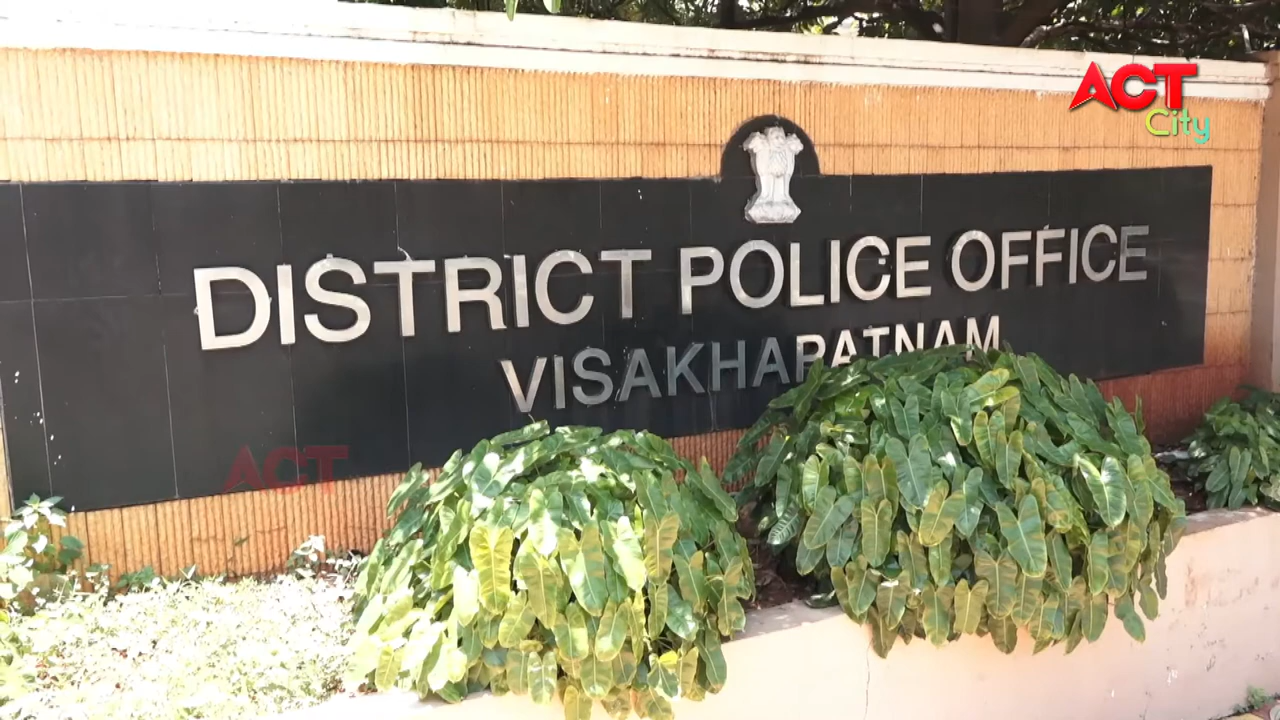 ACT
City
DISTRICT POLICE OFFICE
VISAKHAPATNAM
ACT